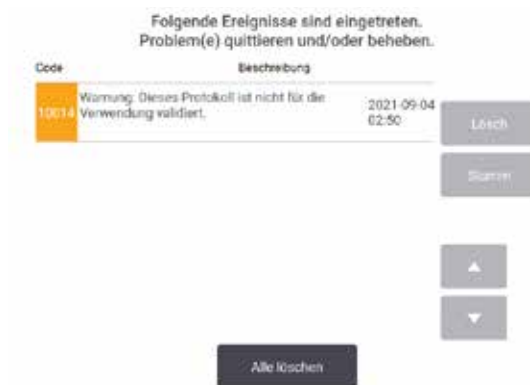 Folgende Ereignisse sind eingetreten.
Problem(e) quittieren und/oder beheben.
Code Beschreibung
10014 Warnung: Dieses Protokoll ist nicht für die
Verwendung validiert.
2021-09-04
02:50
Lösch
Stumm
Alle löschen